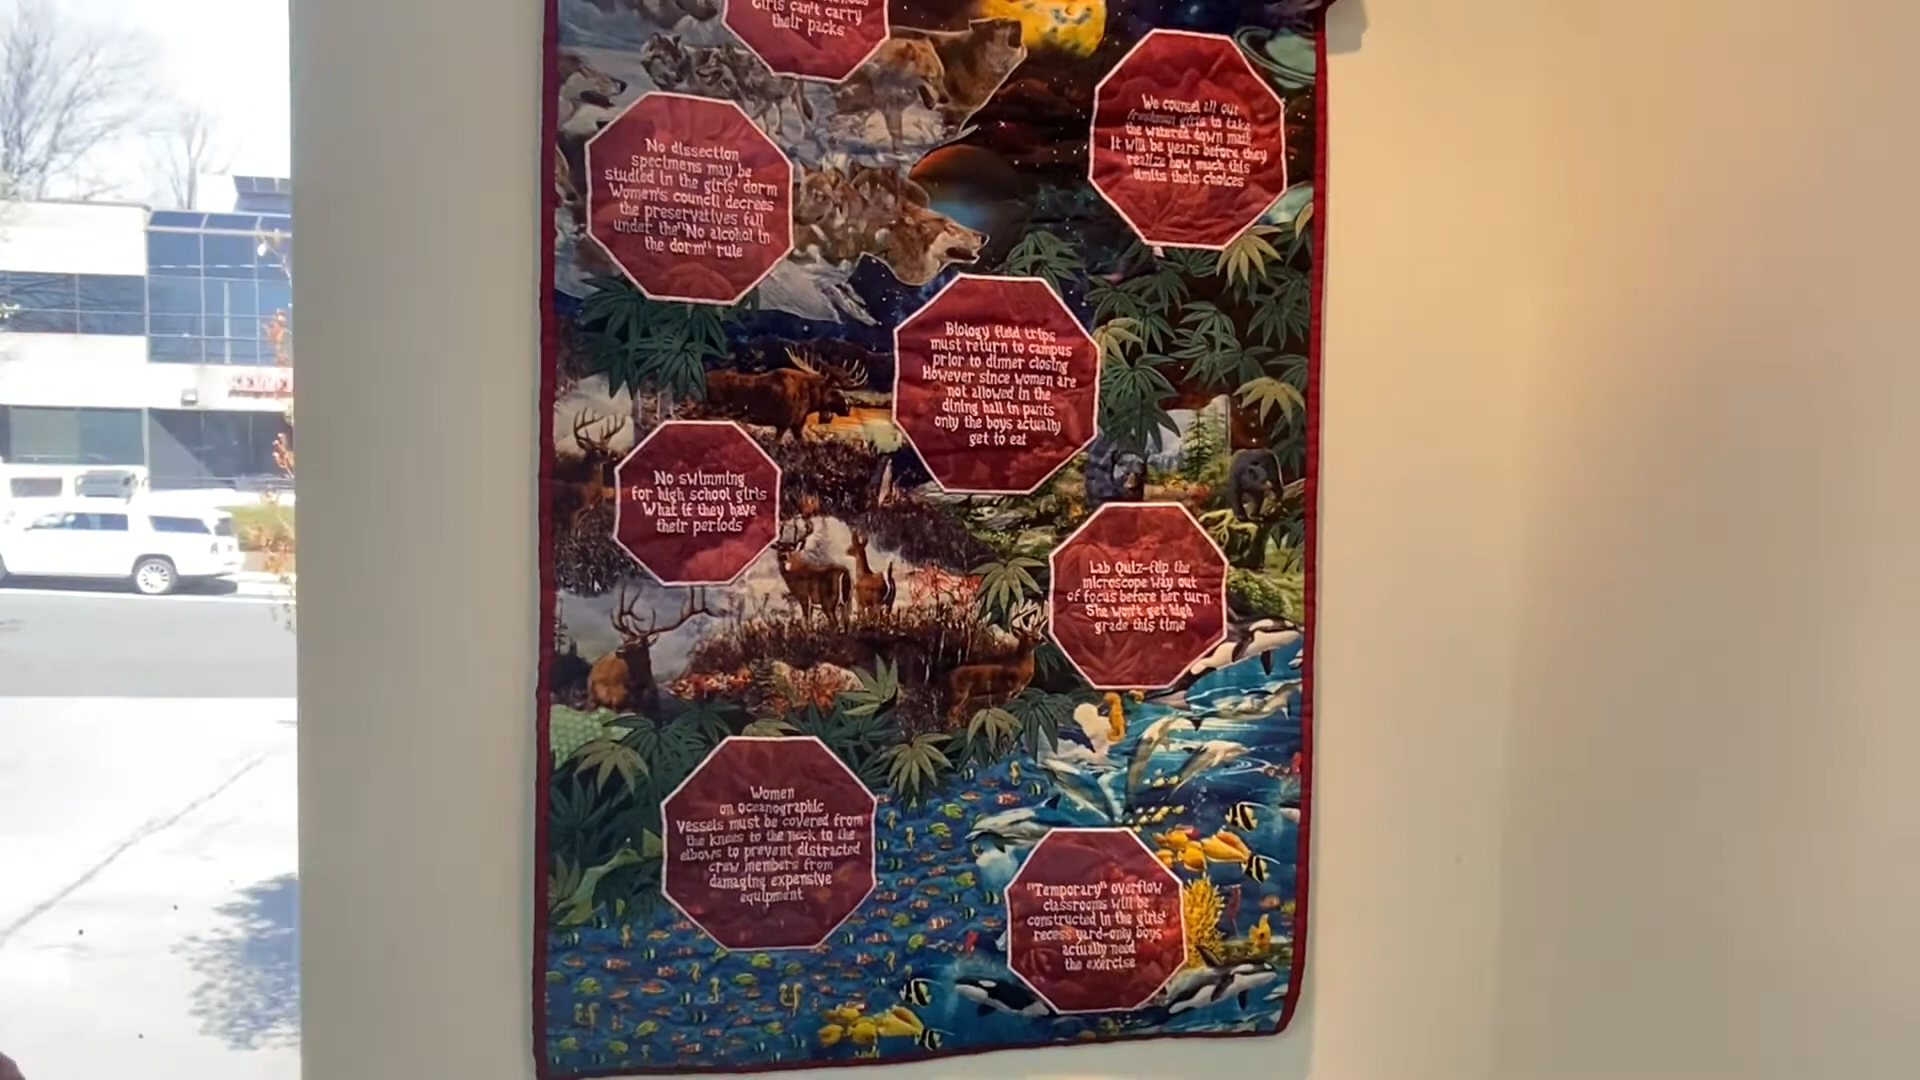 Girls can't carry
their packs
We counsel all our
freshman girls to take
the watered down math
It will be years before they
realize how much this
limits their choices
No dissection
specimens may be
studied in the girls' dorm
Women's council decrees
the preservatives fall
under the "No alcohol in
the dorm" rule
Biology field trips
must return to campus
prior to dinner closing
However since women are
not allowed in the
dining hall in pants
only the boys actually
get to eat
No swimming
for high school girls
What if they have
their periods
Lab Quiz-flip the
microscope way out
of focus before her turn
She won't get high
grade this time
Women
on oceanographic
Vessels must be covered from
the knees to the neck to the
elbows to prevent distracted
crew members from
damaging expensive
equipment
"Temporary" overflow
classrooms will be
constructed in the girls'
recess yard-only boys
actually need
the exercise